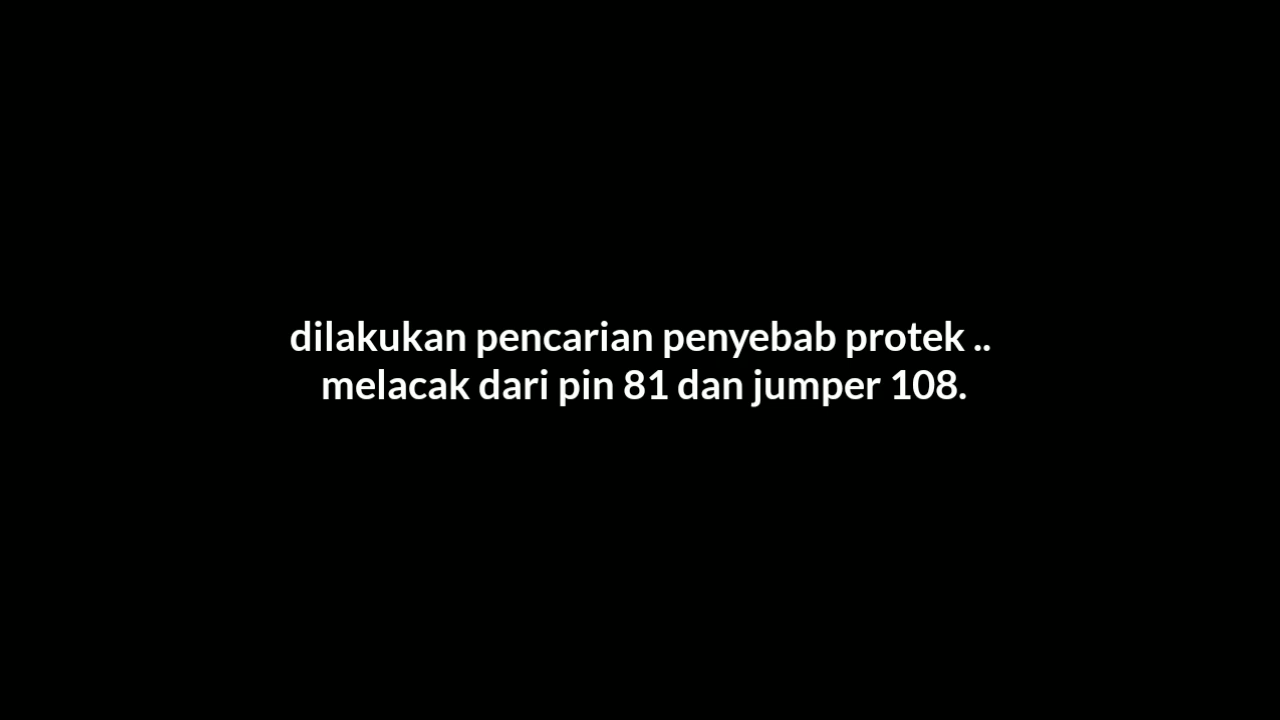 dilakukan pencarian penyebab protek ..
melacak dari pin 81 dan jumper 108.